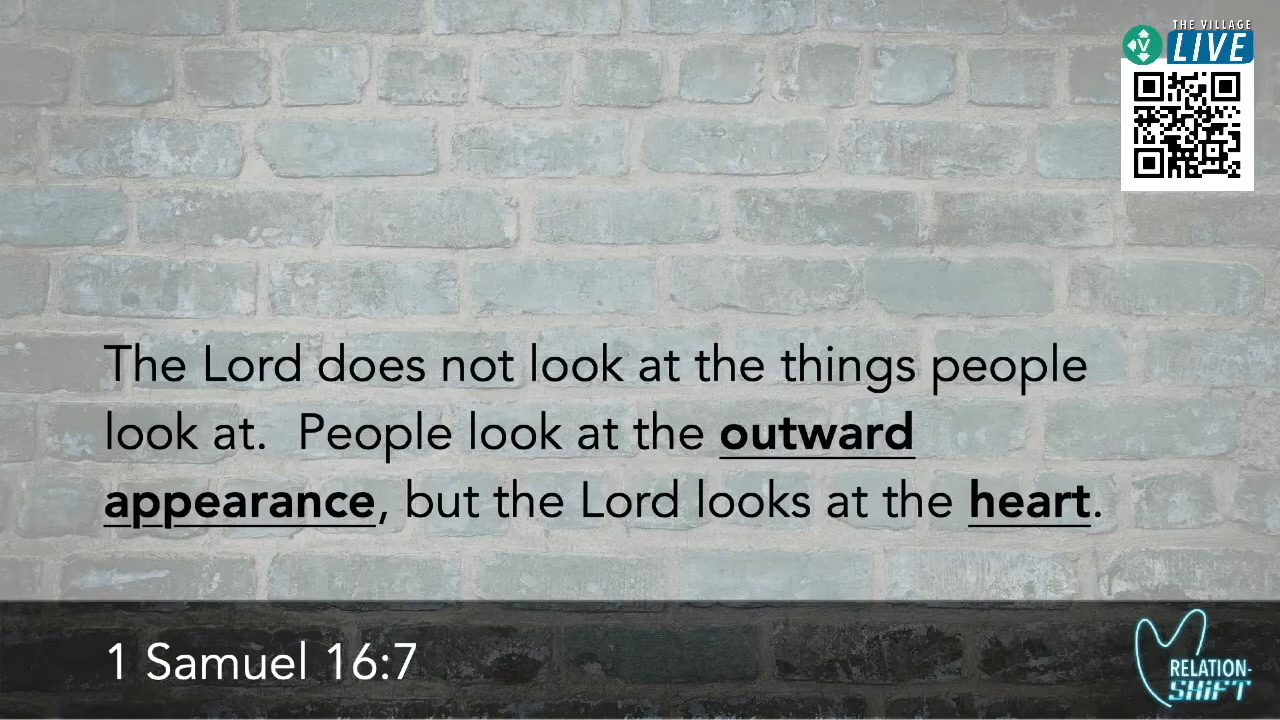 THE VILLAGE
V LIVE
The Lord does not look at the things people
look at.  People look at the outward
appearance, but the Lord looks at the heart.
1 Samuel 16:7
RELATION-
SHiFT